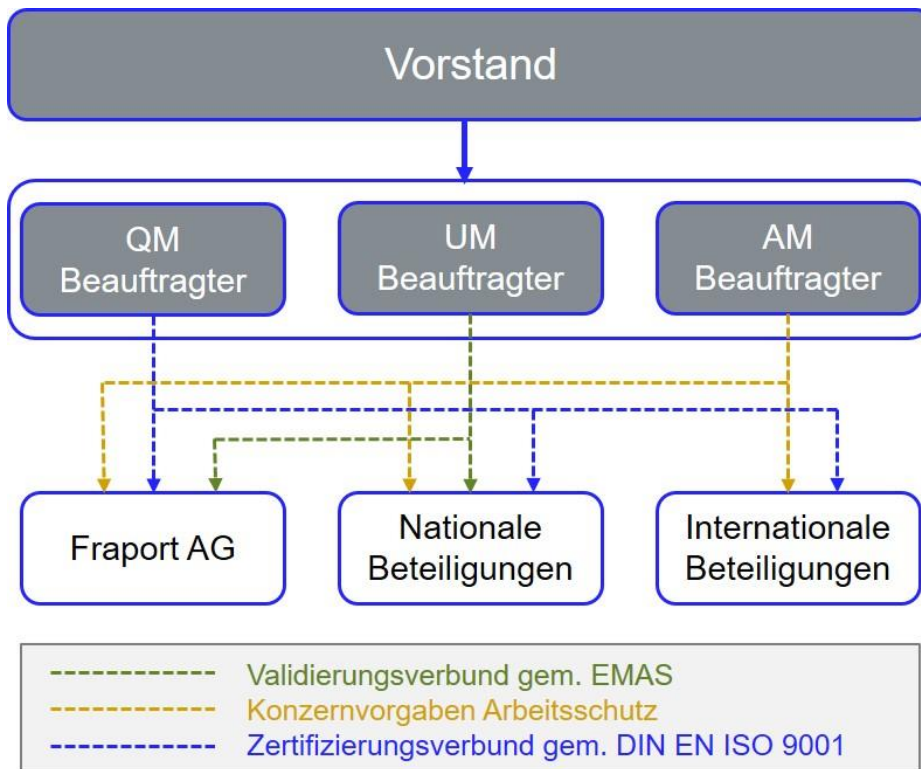 Vorstand
QM
Beauftragter
UM
Beauftragter
AM
Beauftragter
Fraport AG
Nationale
Beteiligungen
Internationale
Beteiligungen
Validierungsverbund gem. EMAS
Konzernvorgaben Arbeitsschutz
Zertifizierungsverbund gem. DIN EN ISO 9001